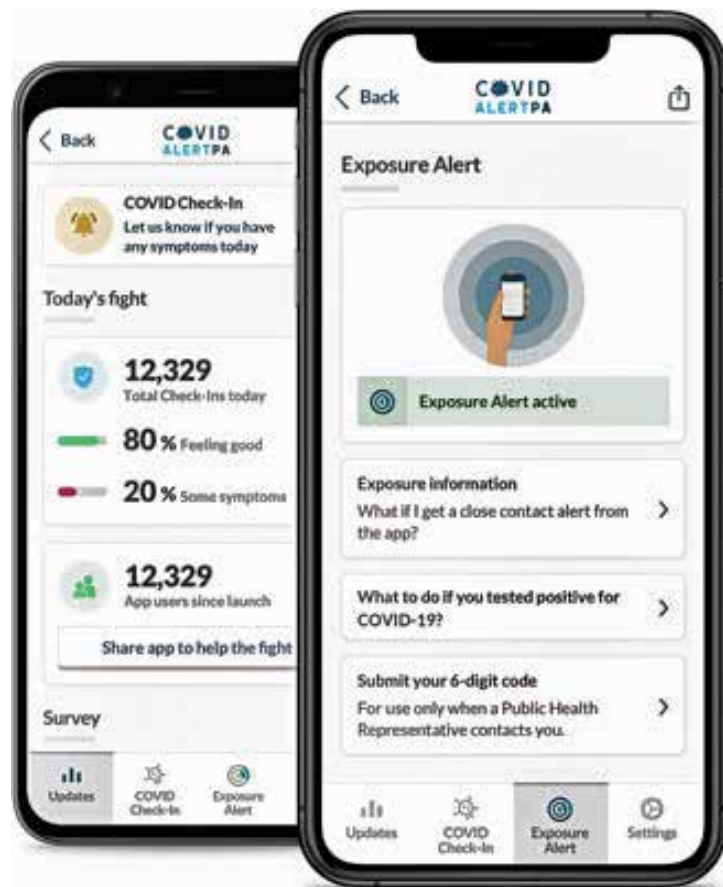 Back
COVID
ALERTPA
COVID Check-In
Let us know if you have
any symptoms today
Today's fight
12,329
Total Check-Ins today
80 % Feeling good
20 % Some symptoms
12,329
App users since launch
Share app to help the fight
Survey
Updates
COVID
Check-In
Exposure
Alert
Back
COVID
ALERTPA
Exposure Alert
Exposure Alert active
Exposure information
What if I get a close contact alert from
the app?
What to do if you tested positive for
COVID-19?
Submit your 6-digit code
For use only when a Public Health
Representative contacts you.
Updates
COVID
Check-In
Exposure
Alert
Settings